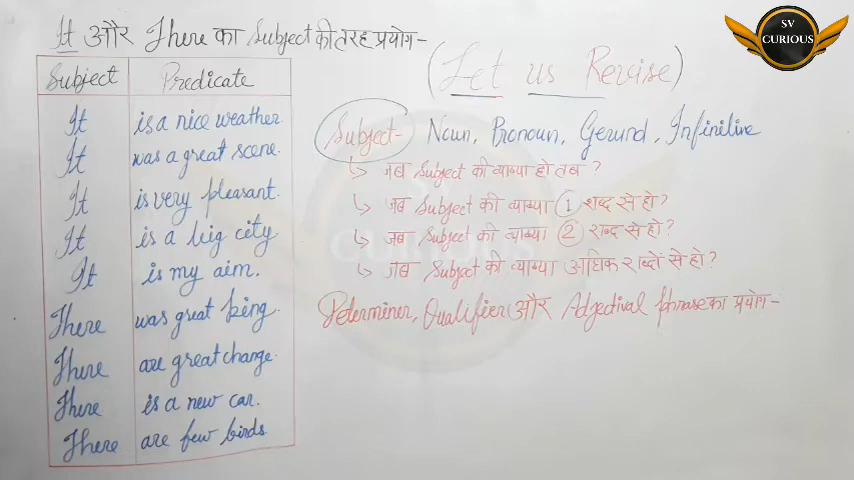 It और There का Subject की तरह प्रयोग-
SV
CURIOUS
Subject Predicate
It is a nice weather.
It was a great scene.
It is very pleasant.
It is a big city
It is my aim.
There was great king.
There are great change.
There is a new car.
There are few birds.
(Let us Rercise)
Subject- Noun, Pronoun, Gerund, Infinitive
↳ जब Subject की व्याख्या हो तब ?
↳ जब Subject की व्याख्या 1 शब्द से हो?
↳ जब Subject की व्याख्या 2 शब्द से हो?
↳ जब Subject की व्याख्या अधिक शब्दों से हो?
Determiner, Qualifier और Adjectival phrase का प्रयोग-
CURIOUS